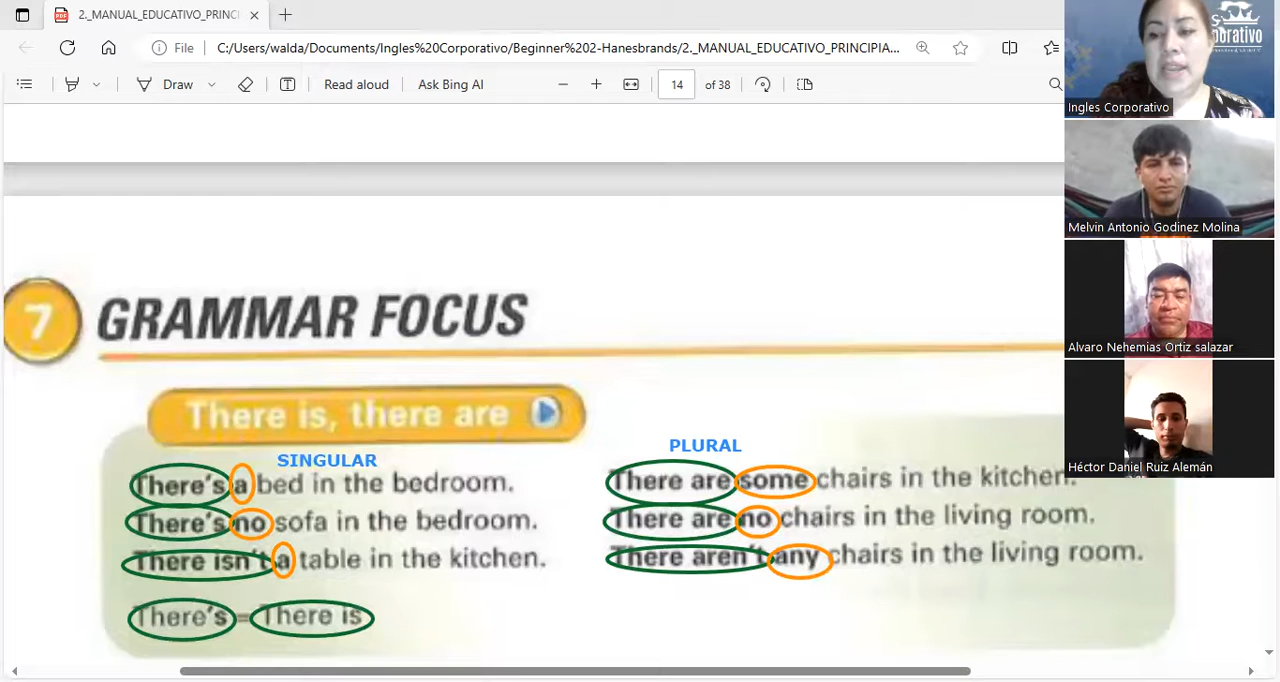 2._MANUAL_EDUCATIVO_PRINCI
File
C:/Users/walda/Documents/Ingles%20Corporativo/Beginner%202-Hanesbrands/2._MANUAL_EDUCATIVO_PRINCIPIA...
Draw
Read aloud
Ask Bing AI
14
of 38
Ingles Corporativo
Melvin Antonio Godinez Molina
Alvaro Nehemias Ortiz salazar
Héctor Daniel Ruiz Alemán
7 GRAMMAR FOCUS
There is, there are
SINGULAR
There's a bed in the bedroom.
There's no sofa in the bedroom.
There isn't a table in the kitchen.
There's = There is
PLURAL
There are some chairs in the kitchen.
There are no chairs in the living room.
There aren't any chairs in the living room.